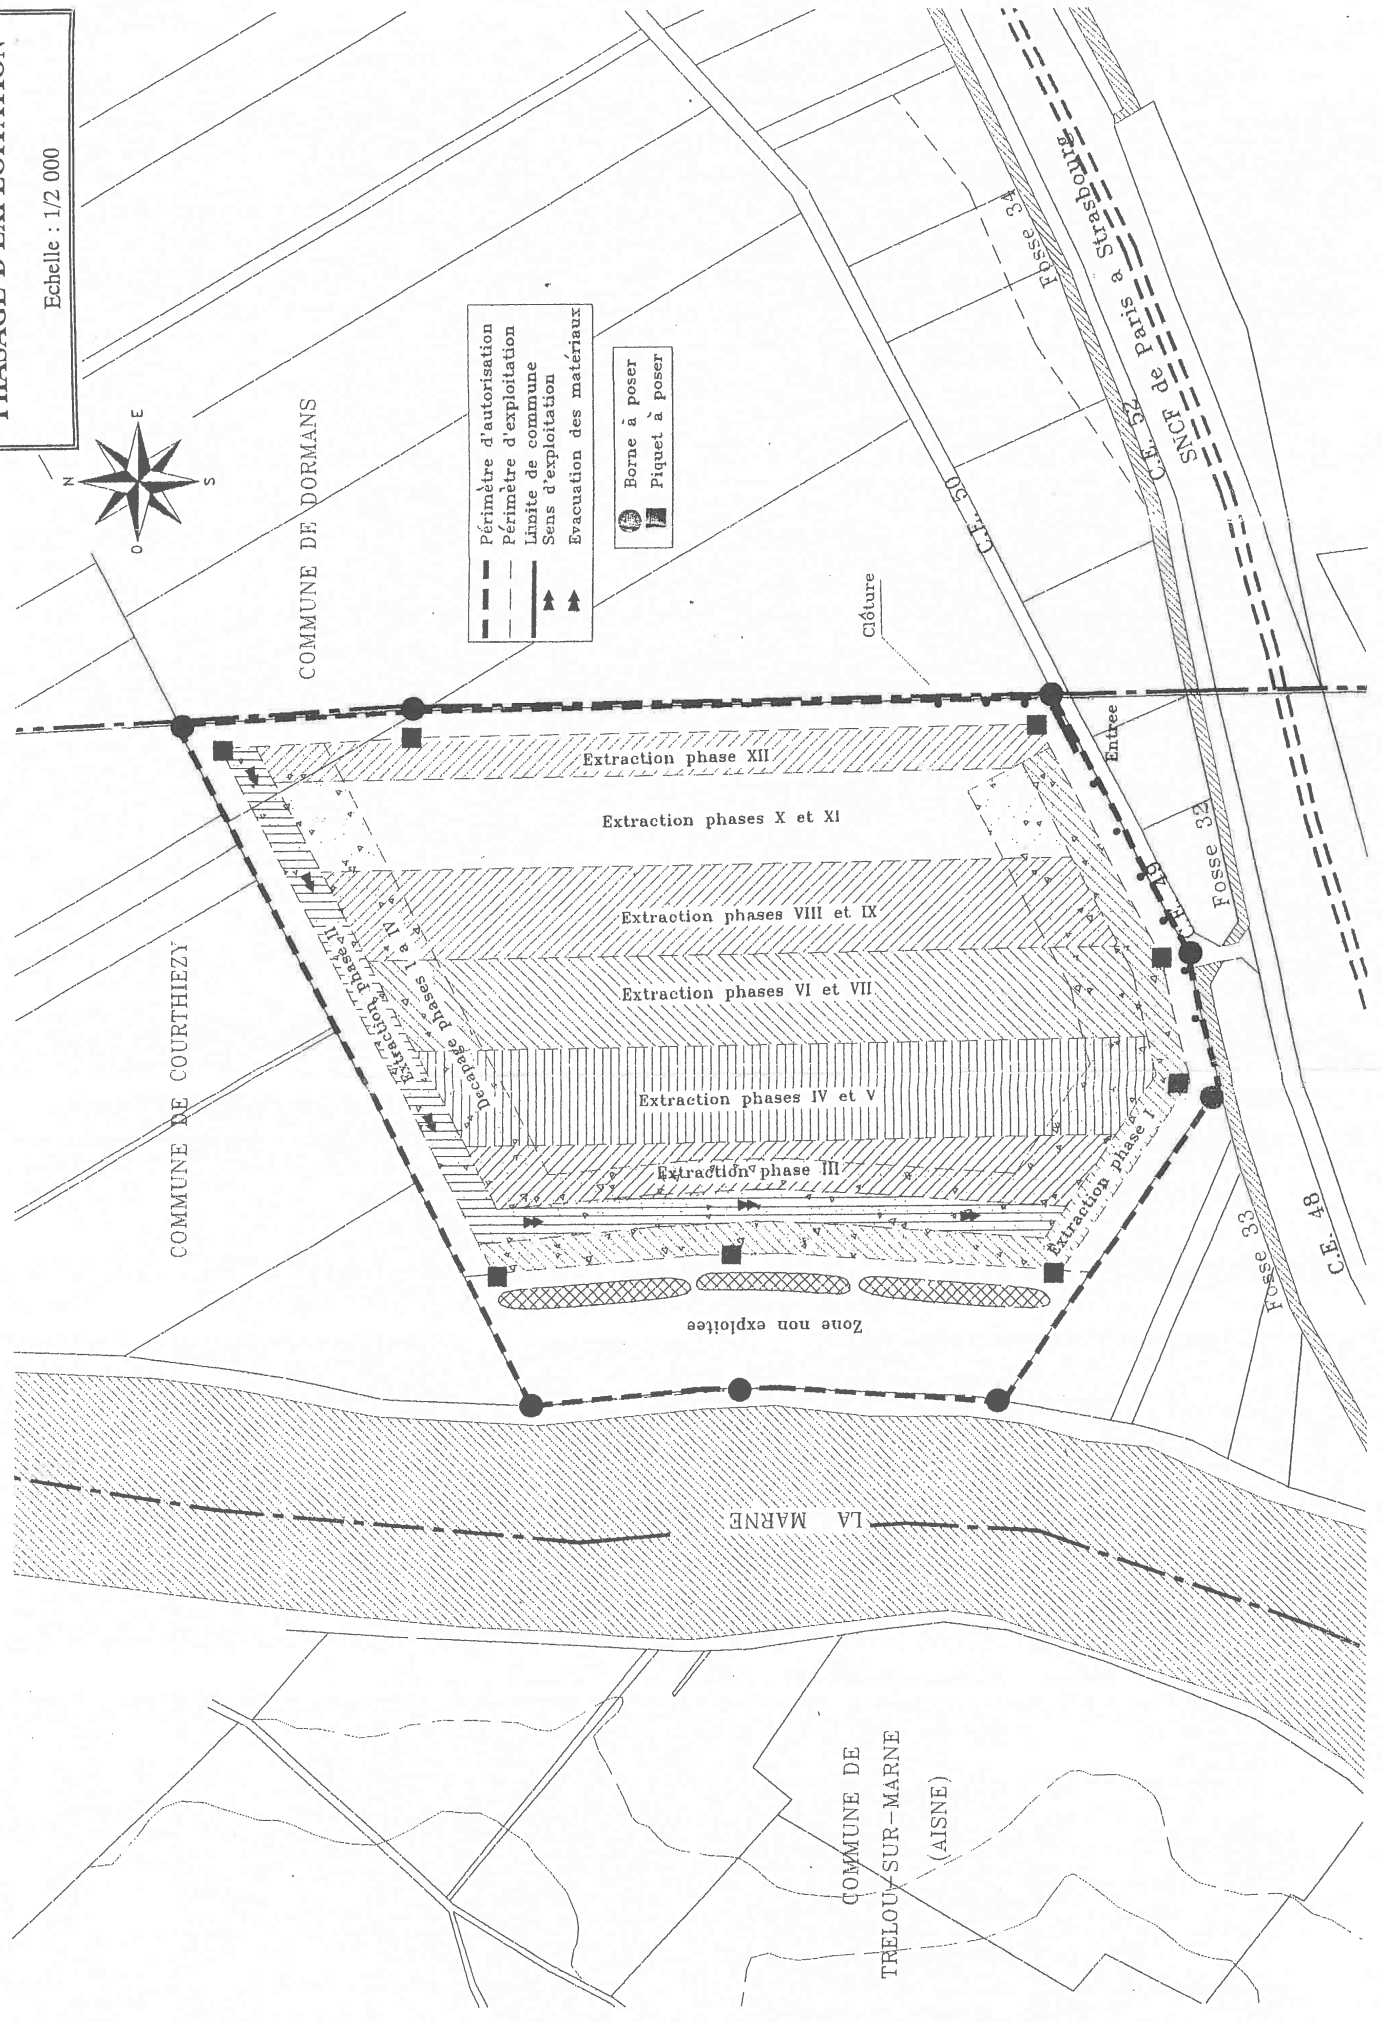 PHASAGE D'EXPLOITATION
Echelle : 1/2 000
N
E
S
O
COMMUNE DE DORMANS
COMMUNE DE COURTHIEZY
Périmètre d'autorisation
Périmètre d'exploitation
Limite de commune
Sens d'exploitation
Evacuation des matériaux
Borne à poser
Piquet à poser
Clôture
Entree
C.E. 50
C.E. 52
SNCF de Paris a Strasbourg
Fosse 34
C.E. 49
Fosse 32
Fosse 33
C.E. 48
Extraction phase XII
Extraction phases X et XI
Extraction phases VIII et IX
Extraction phases VI et VII
Extraction phases IV et V
Extraction phase III
Extraction phase II
Decapage phases I a IV
Extraction phase I
Zone non exploitee
LA MARNE
COMMUNE DE
TRELOU-SUR-MARNE
(AISNE)